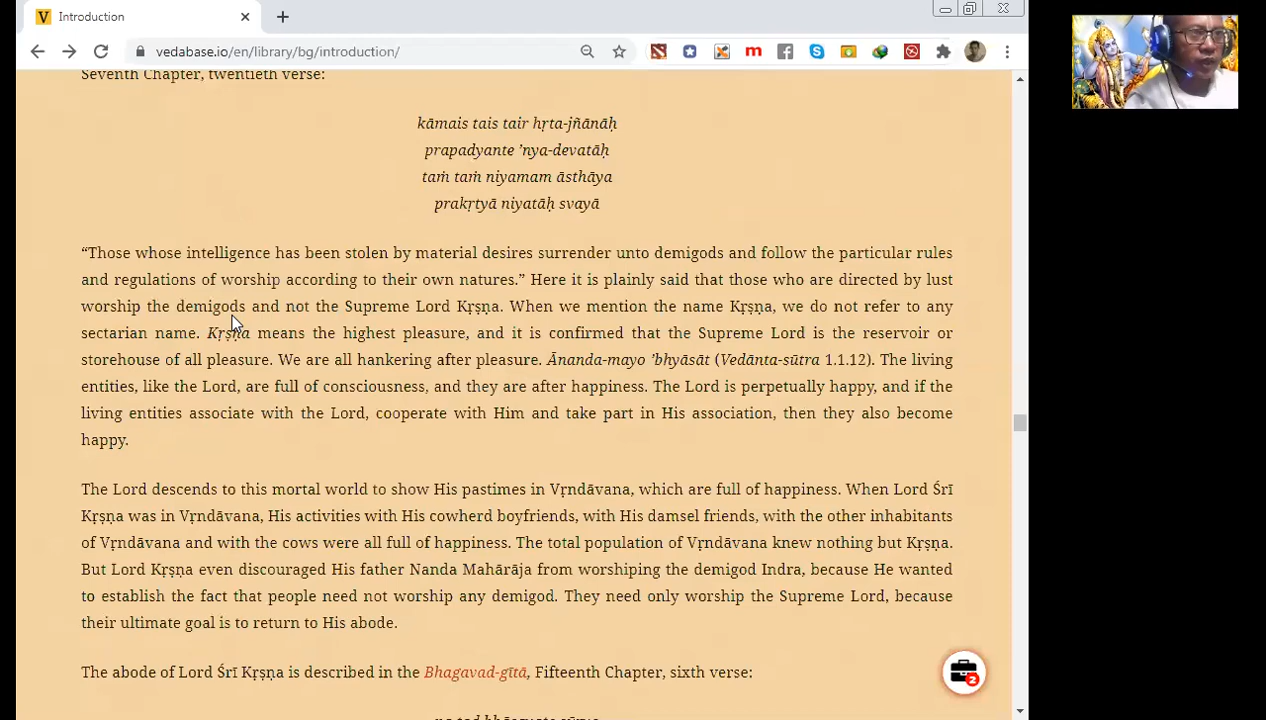 Introduction
vedabase.io/en/library/bg/introduction/
Seventh Chapter, twentieth verse:
kāmais tais tair hṛta-jñānāḥ
prapadyante ’nya-devatāḥ
taṁ taṁ niyamam āsthāya
prakṛtyā niyatāḥ svayā
“Those whose intelligence has been stolen by material desires surrender unto demigods and follow the particular rules
and regulations of worship according to their own natures.” Here it is plainly said that those who are directed by lust
worship the demigods and not the Supreme Lord Kṛṣṇa. When we mention the name Kṛṣṇa, we do not refer to any
sectarian name. Kṛṣṇa means the highest pleasure, and it is confirmed that the Supreme Lord is the reservoir or
storehouse of all pleasure. We are all hankering after pleasure. Ānanda-mayo ’bhyāsāt (Vedānta-sūtra 1.1.12). The living
entities, like the Lord, are full of consciousness, and they are after happiness. The Lord is perpetually happy, and if the
living entities associate with the Lord, cooperate with Him and take part in His association, then they also become
happy.
The Lord descends to this mortal world to show His pastimes in Vṛndāvana, which are full of happiness. When Lord Śrī
Kṛṣṇa was in Vṛndāvana, His activities with His cowherd boyfriends, with His damsel friends, with the other inhabitants
of Vṛndāvana and with the cows were all full of happiness. The total population of Vṛndāvana knew nothing but Kṛṣṇa.
But Lord Kṛṣṇa even discouraged His father Nanda Mahārāja from worshiping the demigod Indra, because He wanted
to establish the fact that people need not worship any demigod. They need only worship the Supreme Lord, because
their ultimate goal is to return to His abode.
The abode of Lord Śrī Kṛṣṇa is described in the Bhagavad-gītā, Fifteenth Chapter, sixth verse:
2